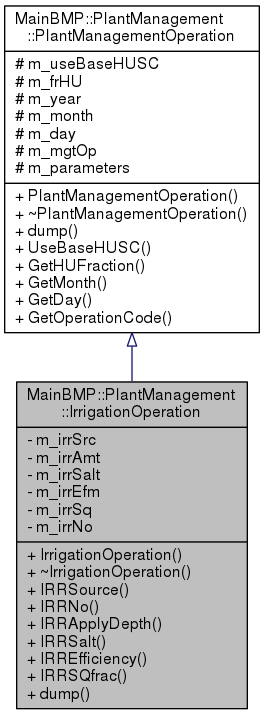 MainBMP::PlantManagement
::PlantManagementOperation
# m_useBaseHUSC
# m_frHU
# m_year
# m_month
# m_day
# m_mgtOp
# m_parameters
+ PlantManagementOperation()
+ ~PlantManagementOperation()
+ dump()
+ UseBaseHUSC()
+ GetHUFraction()
+ GetMonth()
+ GetDay()
+ GetOperationCode()
MainBMP::PlantManagement
::IrrigationOperation
- m_irrSrc
- m_irrAmt
- m_irrSalt
- m_irrEfm
- m_irrSq
- m_irrNo
+ IrrigationOperation()
+ ~IrrigationOperation()
+ IRRSource()
+ IRRNo()
+ IRRApplyDepth()
+ IRRSalt()
+ IRREfficiency()
+ IRRSQfrac()
+ dump()